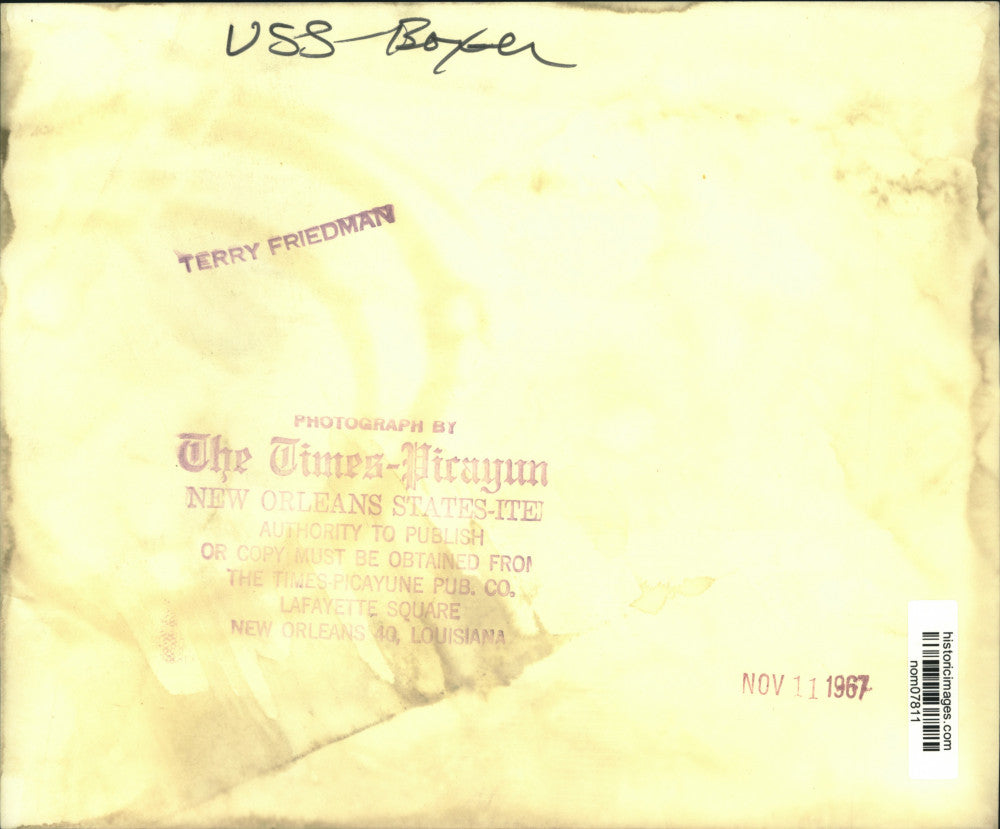 USS Boxer
TERRY FRIEDMAN
PHOTOGRAPH BY
The Times-Picayun
NEW ORLEANS STATES-ITE
AUTHORITY TO PUBLISH
OR COPY MUST BE OBTAINED FROM
THE TIMES-PICAYUNE PUB. CO.
LAFAYETTE SQUARE
NEW ORLEANS 40, LOUISIANA
NOV 11 1967
historicimages.com
nom07811